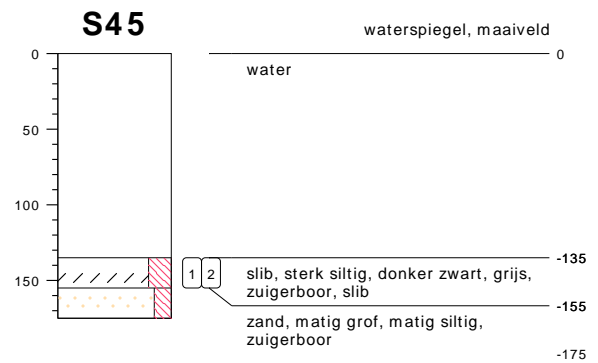 S45
waterspiegel, maaiveld
0
0
water
50
100
-135
150
1
2
slib, sterk siltig, donker zwart, grijs,
zuigerboor, slib
-155
zand, matig grof, matig siltig,
zuigerboor
-175